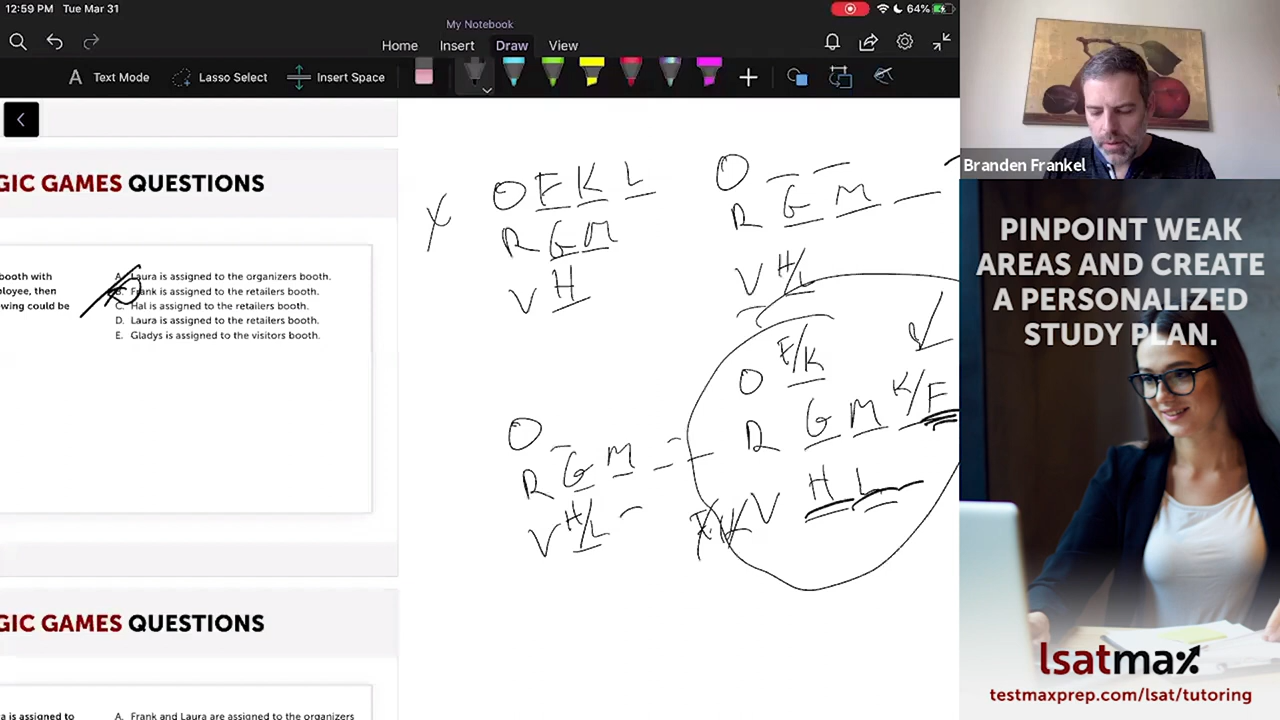 12:59 PM Tue Mar 31
64%
My Notebook
Home Insert Draw View
Text Mode Lasso Select Insert Space
Branden Frankel
GIC GAMES QUESTIONS
booth with
ployee, then
owing could be
A. Laura is assigned to the organizers booth.
B. Frank is assigned to the retailers booth.
C. Hal is assigned to the retailers booth.
D. Laura is assigned to the retailers booth.
E. Gladys is assigned to the visitors booth.
X
O F K L
R G M
V H
O
R G M
V H/L
O F/K
R G M K/F
V H L
O
R G M
V H/L
F/K
GIC GAMES QUESTIONS
a is assigned to
A. Frank and Laura are assigned to the organizers
PINPOINT WEAK
AREAS AND CREATE
A PERSONALIZED
STUDY PLAN.
lsatmax
testmaxprep.com/lsat/tutoring